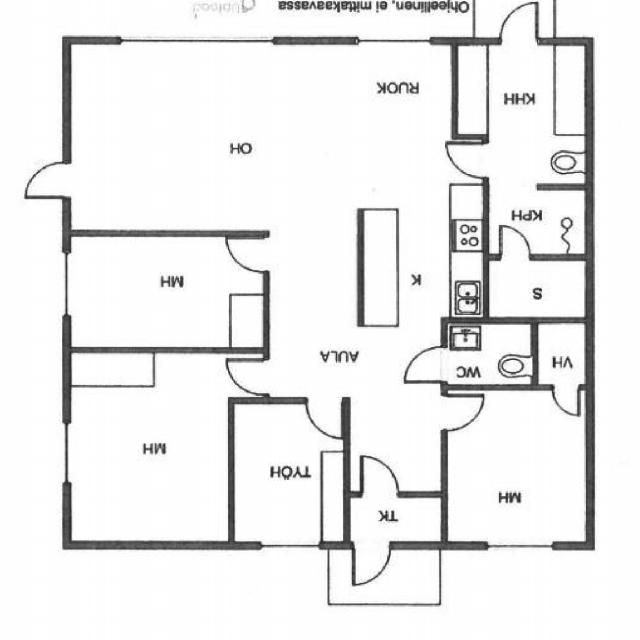 TK
MH
TYÖH
MH
WC
VH
AULA
S
K
MH
KPH
OH
KHH
RUOK
Ohjeellinen, ei mittakaavassa